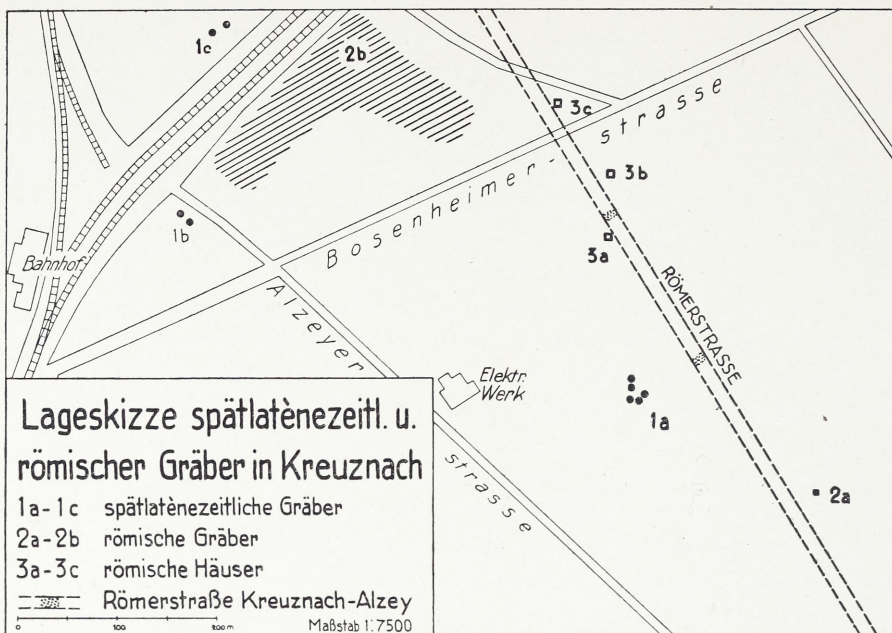 1c
2b
3c
Bosenheimer-strasse
3b
1b
3a
Bahnhof
RÖMERSTRASSE
Alzeyer
strasse
Elektr.
Werk
1a
2a
Lageskizze spätlatènezeitl. u.
römischer Gräber in Kreuznach
1a-1c spätlatènezeitliche Gräber
2a-2b römische Gräber
3a-3c römische Häuser
Römerstraße Kreuznach-Alzey
0 100 200 m. Maßstab 1:7500